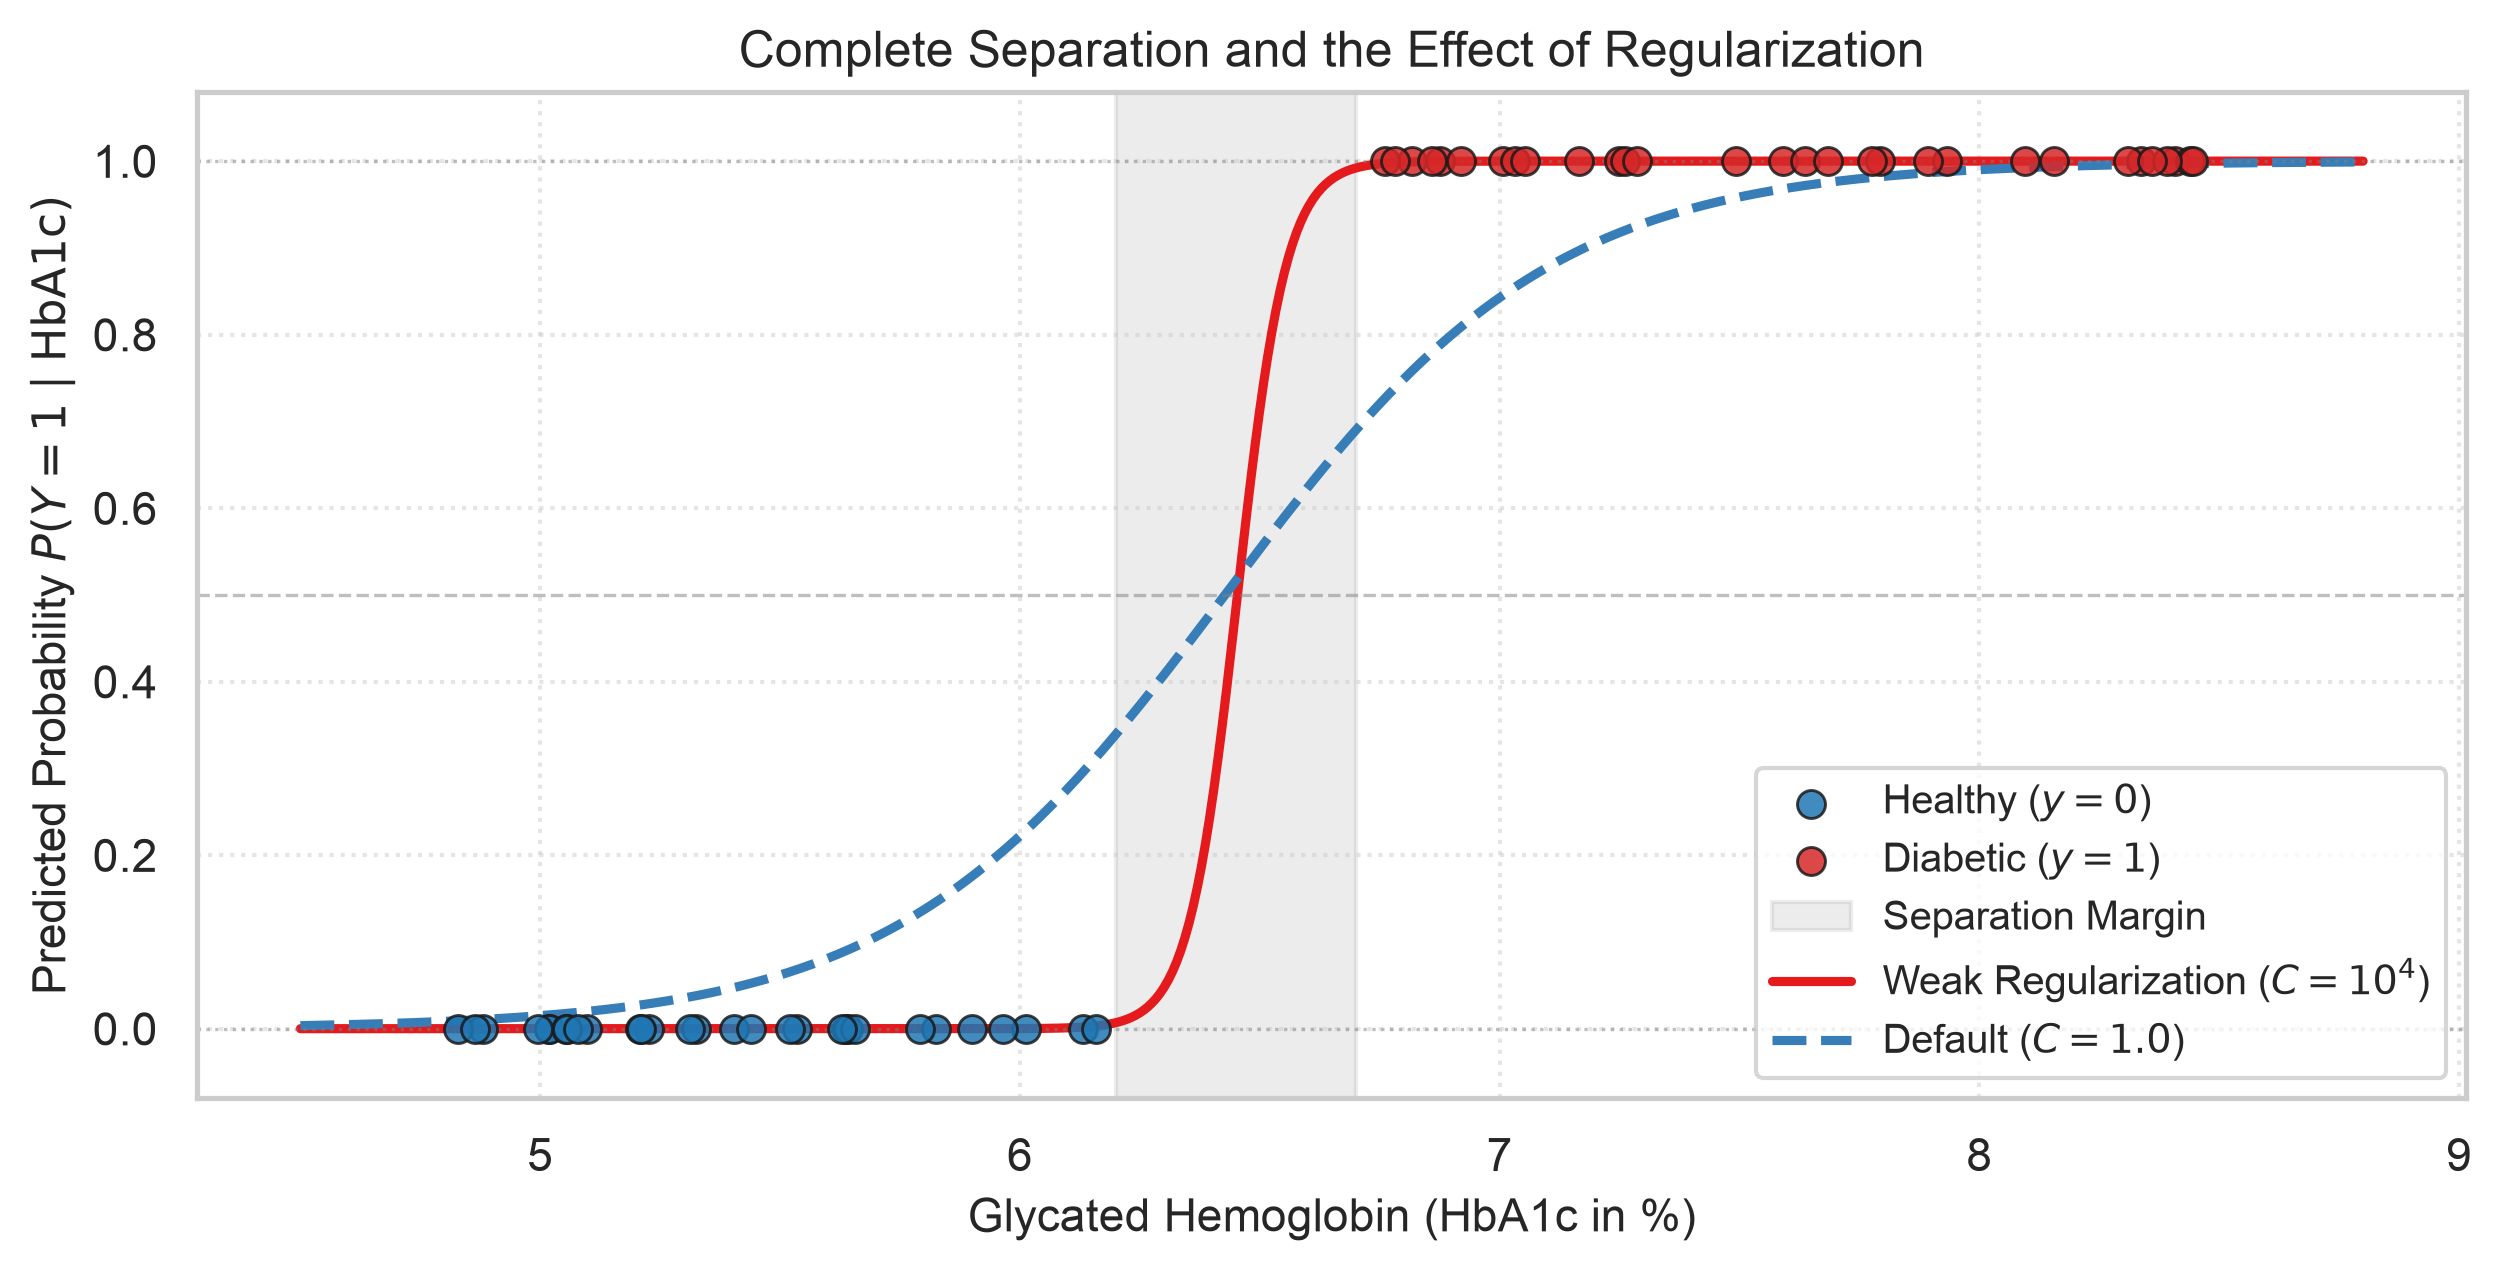 Complete Separation and the Effect of Regularization
Predicted Probability P(Y = 1 | HbA1c)
1.0
0.8
0.6
0.4
0.2
0.0
Healthy (y = 0)
Diabetic (y = 1)
Separation Margin
Weak Regularization (C = 10⁴)
Default (C = 1.0)
5 6 7 8 9
Glycated Hemoglobin (HbA1c in %)